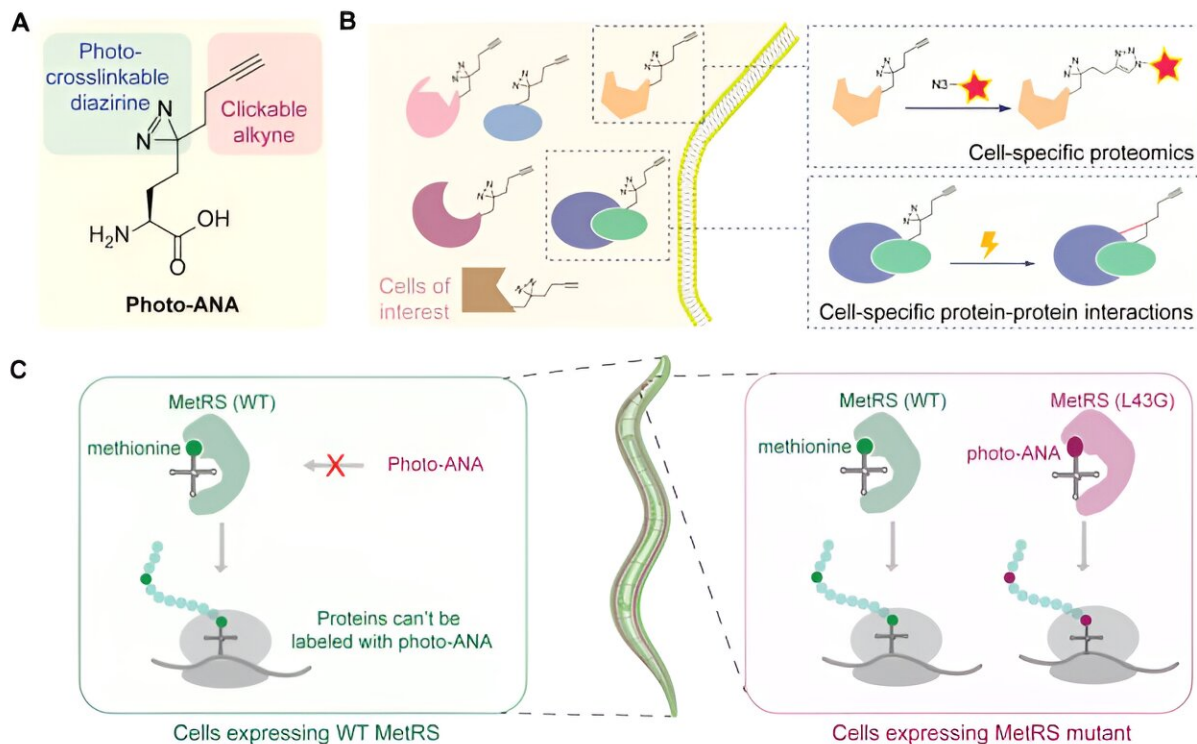 A
Photo-
crosslinkable
diazirine
Clickable
alkyne
N
N
H₂N
OH
O
Photo-ANA
B
N
N
N
N
N
N
N
N
N
N
N
N
Cells of
interest
N
N
N3
N
N
N
N
N
Cell-specific proteomics
N
N
Cell-specific protein-protein interactions
C
MetRS (WT)
methionine
Photo-ANA
Proteins can't be
labeled with photo-ANA
Cells expressing WT MetRS
MetRS (WT)
methionine
MetRS (L43G)
photo-ANA
Cells expressing MetRS mutant